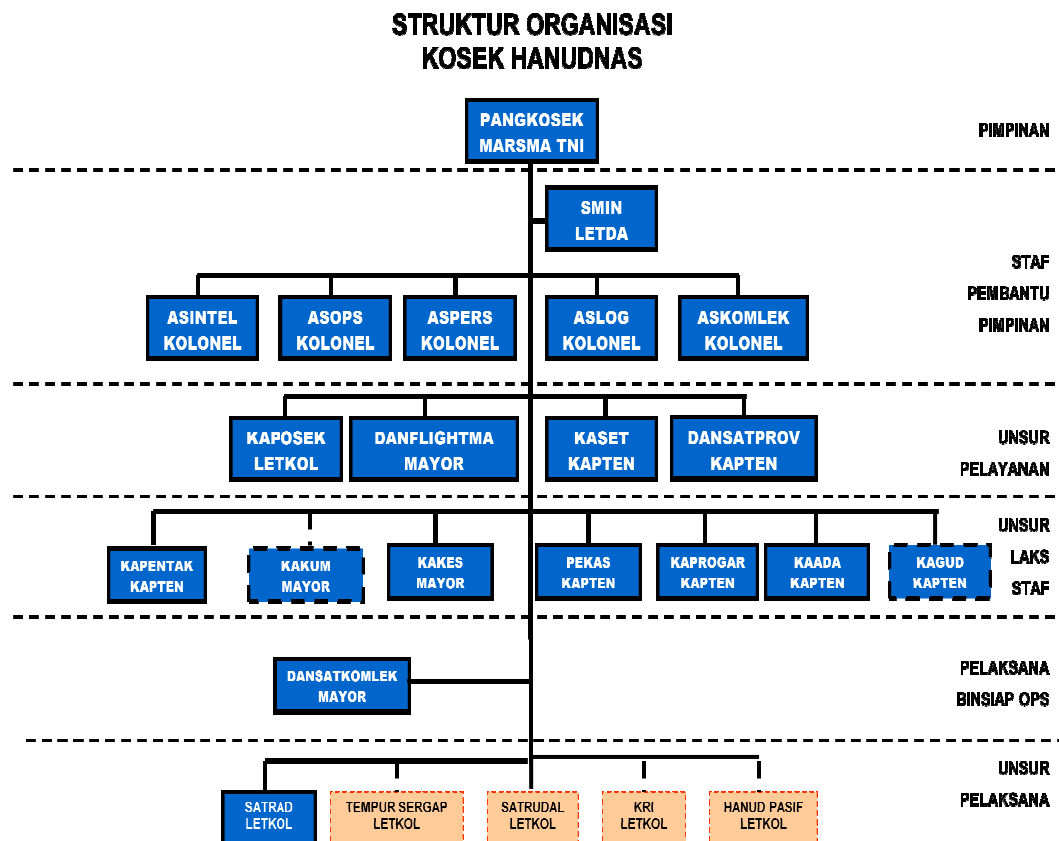 STRUKTUR ORGANISASI
KOSEK HANUDNAS
PANGKOSEK
MARSMA TNI
PIMPINAN
SMIN
LETDA
STAF
PEMBANTU
PIMPINAN
ASINTEL
KOLONEL
ASOPS
KOLONEL
ASPERS
KOLONEL
ASLOG
KOLONEL
ASKOMLEK
KOLONEL
KAPOSEK
LETKOL
DANFLIGHTMA
MAYOR
KASET
KAPTEN
DANSATPROV
KAPTEN
UNSUR
PELAYANAN
KAPENTAK
KAPTEN
KAKUM
MAYOR
KAKES
MAYOR
PEKAS
KAPTEN
KAPROGAR
KAPTEN
KAADA
KAPTEN
KAGUD
KAPTEN
UNSUR
LAKS
STAF
DANSATKOMLEK
MAYOR
PELAKSANA
BINSIAP OPS
SATRAD
LETKOL
TEMPUR SERGAP
LETKOL
SATRUDAL
LETKOL
KRI
LETKOL
HANUD PASIF
LETKOL
UNSUR
PELAKSANA